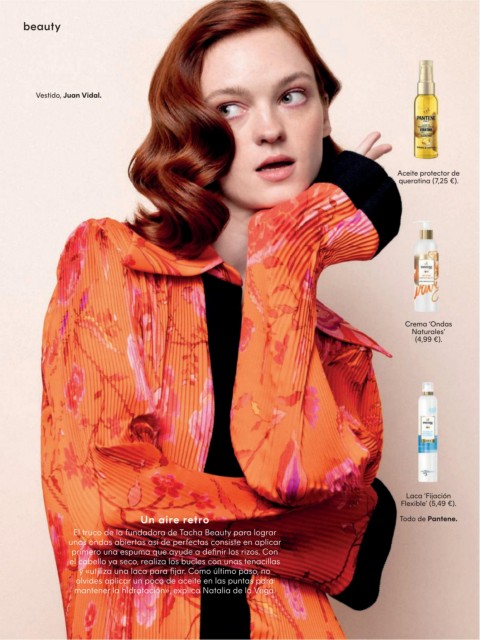 beauty
Vestido, Juan Vidal.
PANTENE
Aceite protector de
queratina (7,25 €).
Crema 'Ondas
Naturales'
(4,99 €).
Laca 'Fijación
Flexible' (5,49 €).
Todo de Pantene.
Un aire retro
El truco de la fundadora de Tacha Beauty para lograr
unas ondas abiertas así de perfectas consiste en aplicar
primero una espuma que ayude a definir los rizos. Con
el cabello ya seco, realiza los bucles con unas tenacillas
y «utiliza una laca para fijar. Como último paso, no
olvides aplicar un poco de aceite en las puntas para
mantener la hidratación», explica Natalia de la Vega.